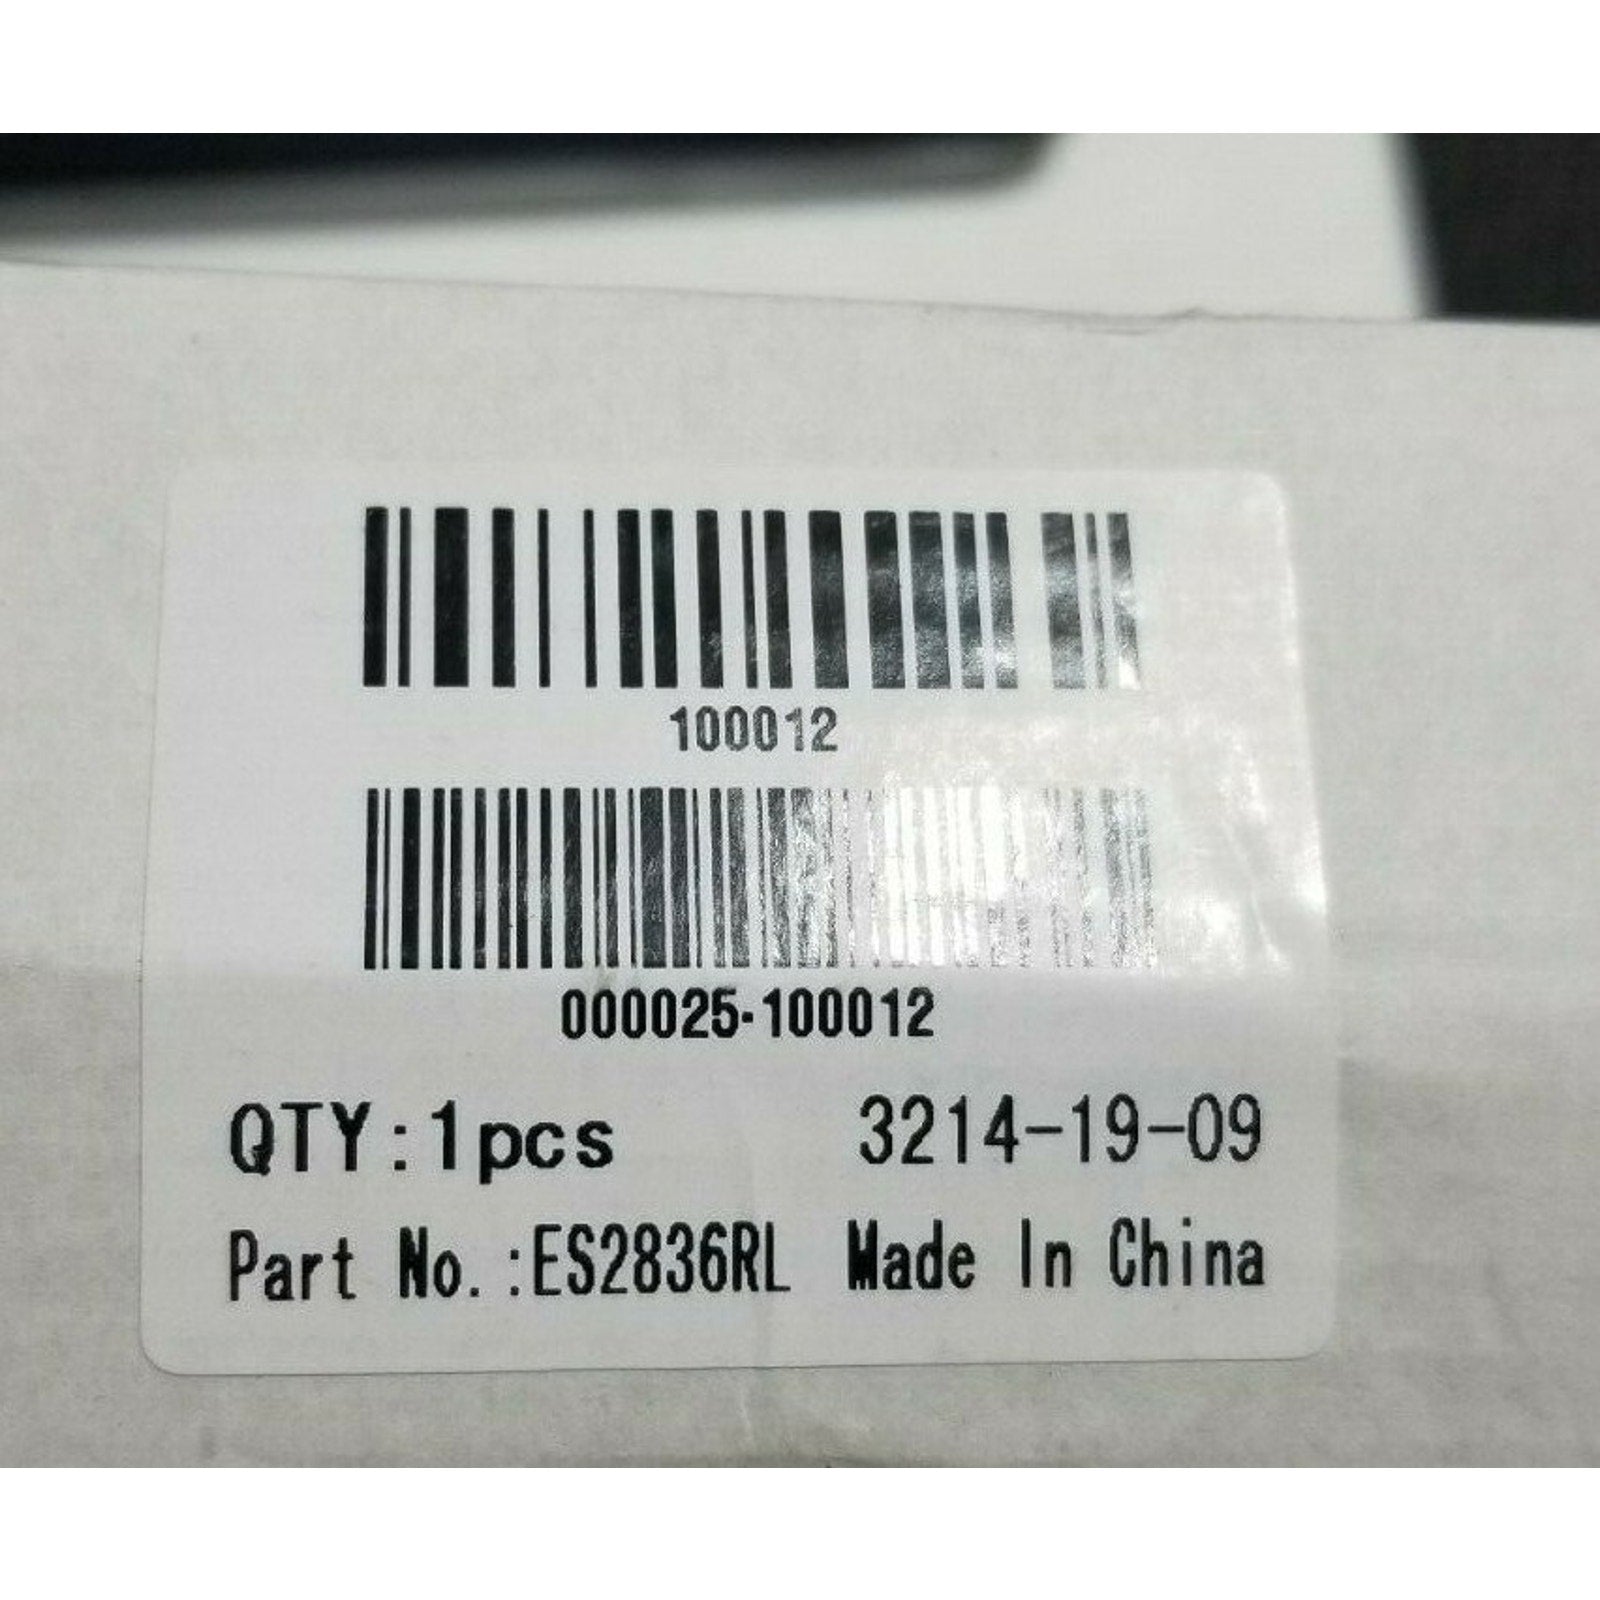 100012
000025-100012
QTY:1pcs 3214-19-09
Part No.:ES2836RL Made In China